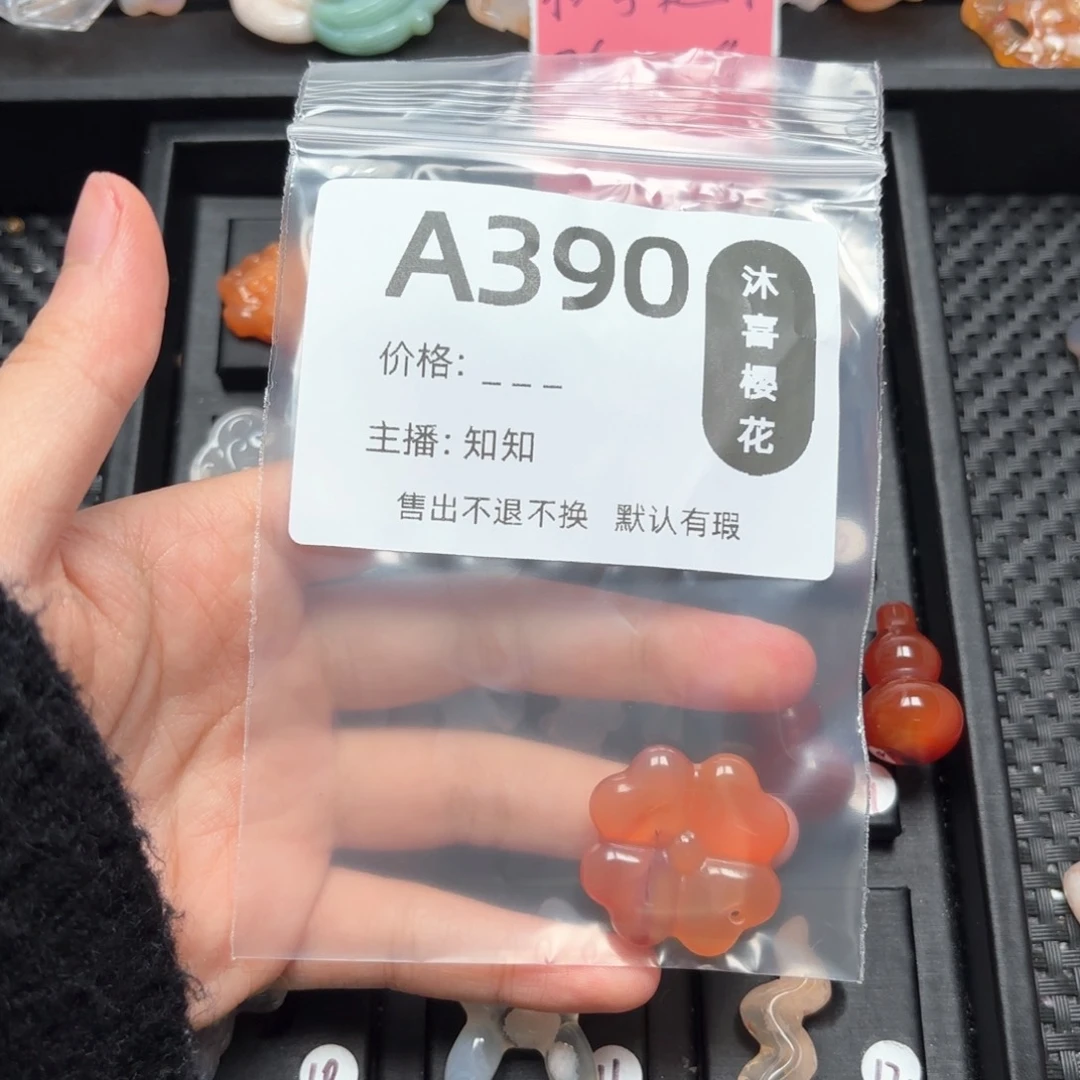 A390
沐喜樱花
价格: _ _ _
主播: 知知
售出不退不换 默认有瑕
12